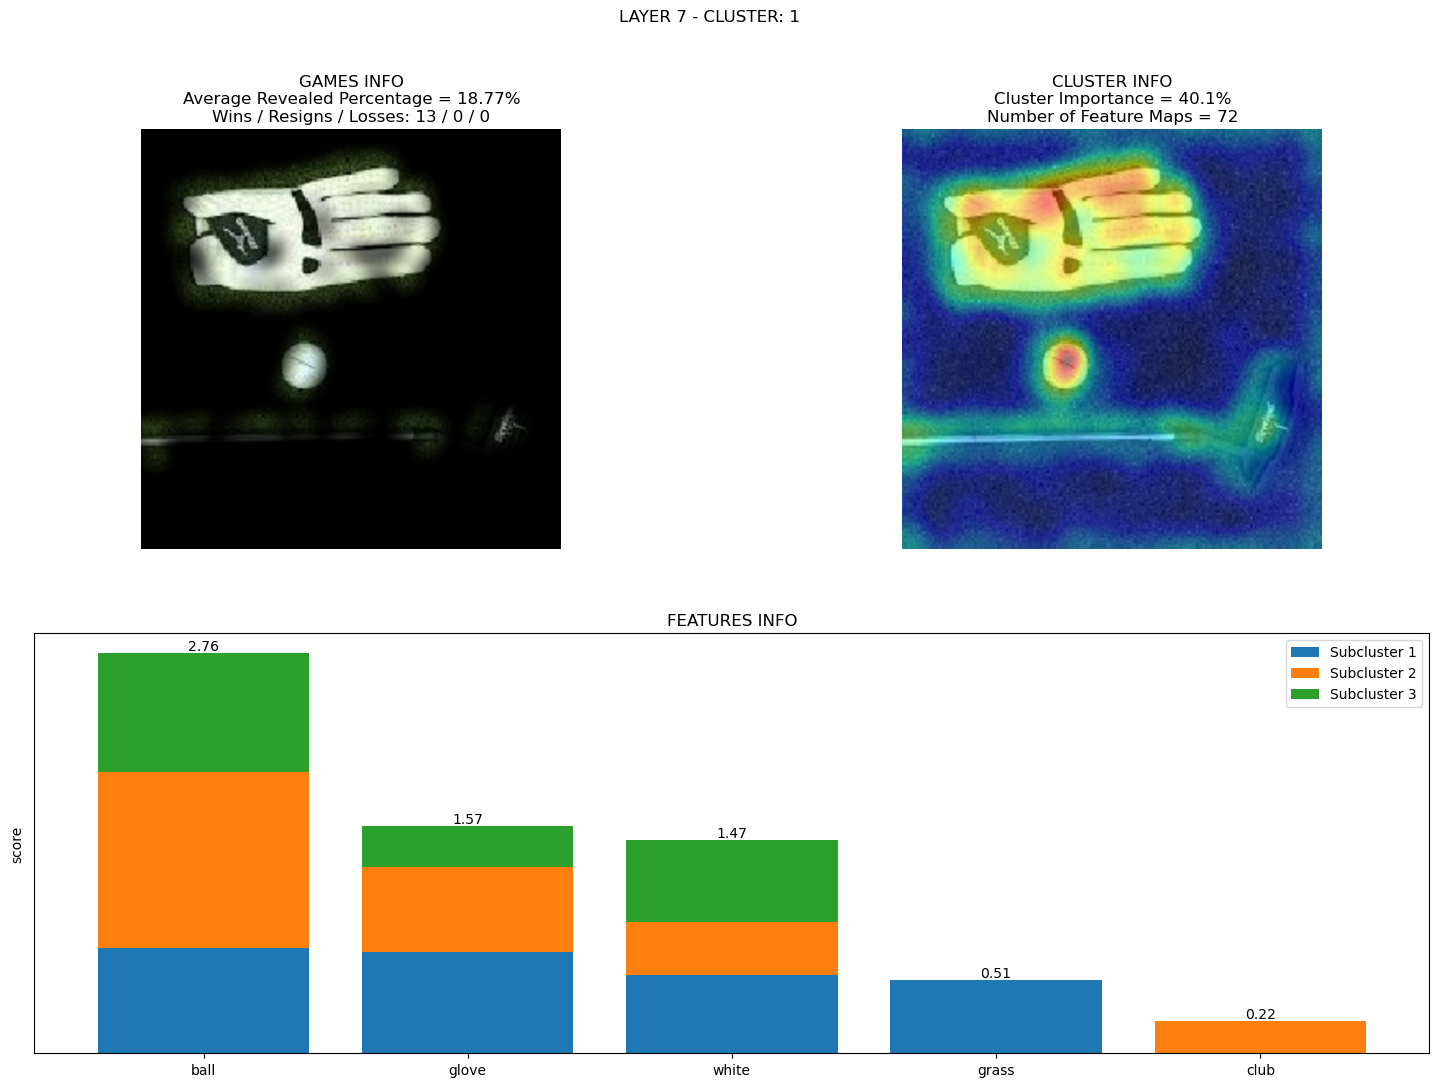 LAYER 7 - CLUSTER: 1
GAMES INFO
Average Revealed Percentage = 18.77%
Wins / Resigns / Losses: 13 / 0 / 0
CLUSTER INFO
Cluster Importance = 40.1%
Number of Feature Maps = 72
FEATURES INFO
2.76
1.57
1.47
0.51
0.22
Subcluster 1
Subcluster 2
Subcluster 3
score
ball
glove
white
grass
club